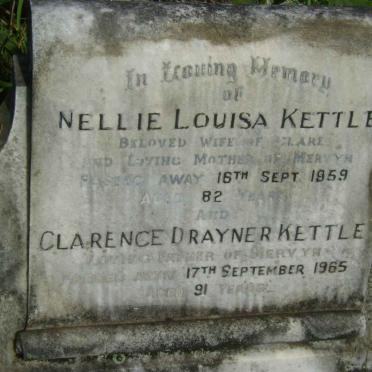 In Loving Memory
of
NELLIE LOUISA KETTLE
BELOVED WIFE OF CLARE
AND LOVING MOTHER OF MERVYN
PASSED AWAY 16TH SEPT 1959
AGED 82 YEARS
AND
CLARENCE DRAYNER KETTLE
LOVING FATHER OF MERVYN
PASSED AWAY 17TH SEPTEMBER 1965
AGED 91 YEARS